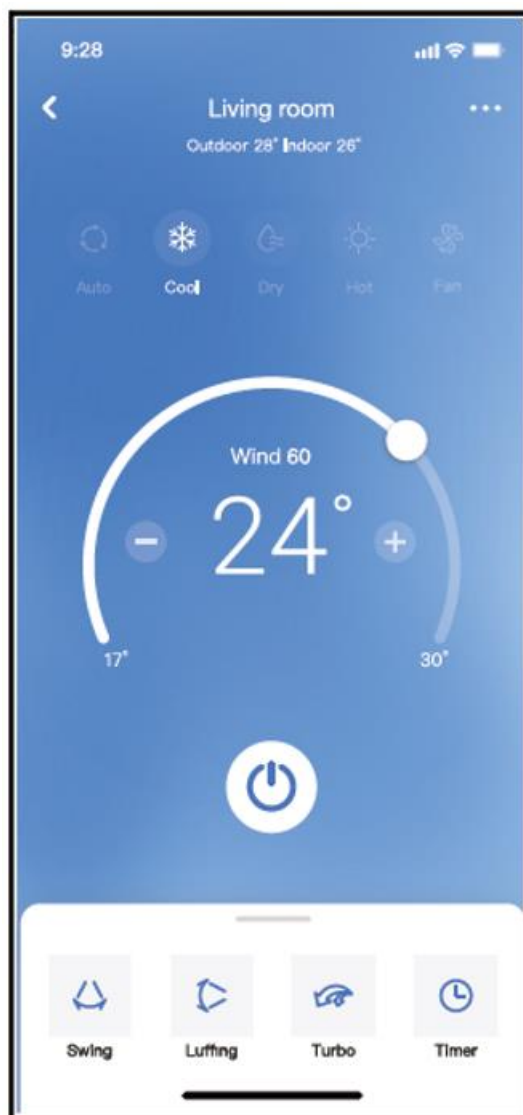 9:28
Living room
Outdoor 28° Indoor 26°
Auto Cool Dry Hot Fan
Wind 60
24°
17° 30°
Swing Luffing Turbo Timer